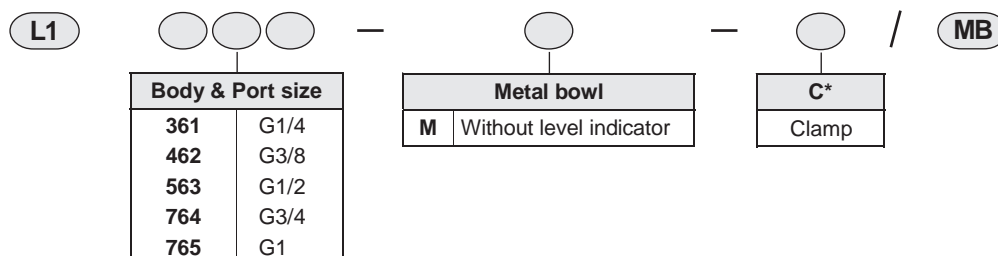 L1 — — / MB
Body & Port size Metal bowl C*
361 G1/4 M Without level indicator Clamp
462 G3/8
563 G1/2
764 G3/4
765 G1